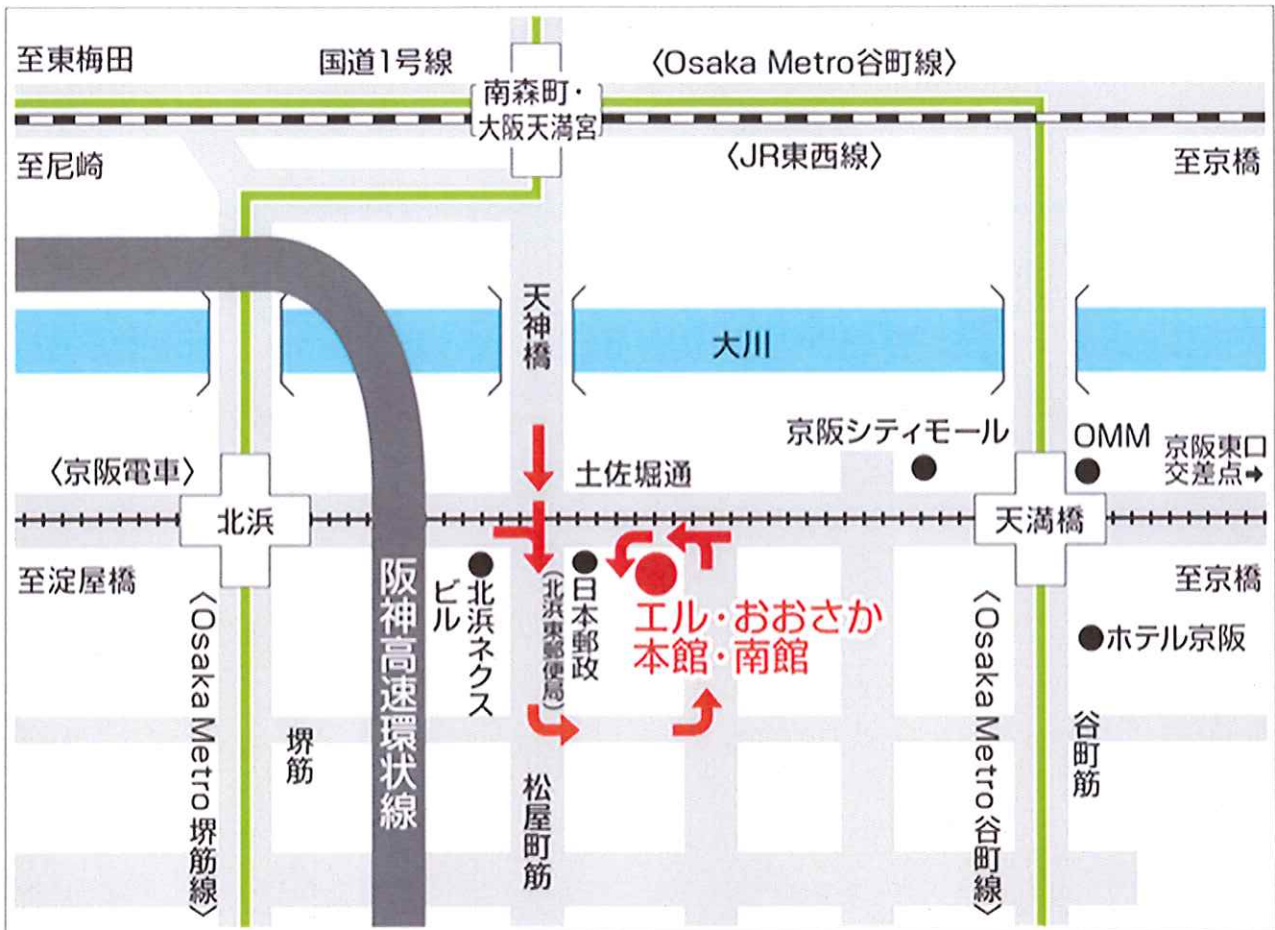 至東梅田
国道1号線
〈Osaka Metro谷町線〉
南森町・
大阪天満宮
至尼崎
〈JR東西線〉
至京橋
天神橋
大川
京阪シティモール
OMM
京阪東口
交差点➡
〈京阪電車〉
土佐堀通
北浜
天満橋
至淀屋橋
阪神高速環状線
北浜ネクス
ビル
(北浜東郵便局)
日本郵政
エル・おおさか
本館・南館
至京橋
ホテル京阪
〈Osaka Metro 堺筋線〉
堺筋
松屋町筋
〈Osaka Metro 谷町線〉
谷町筋